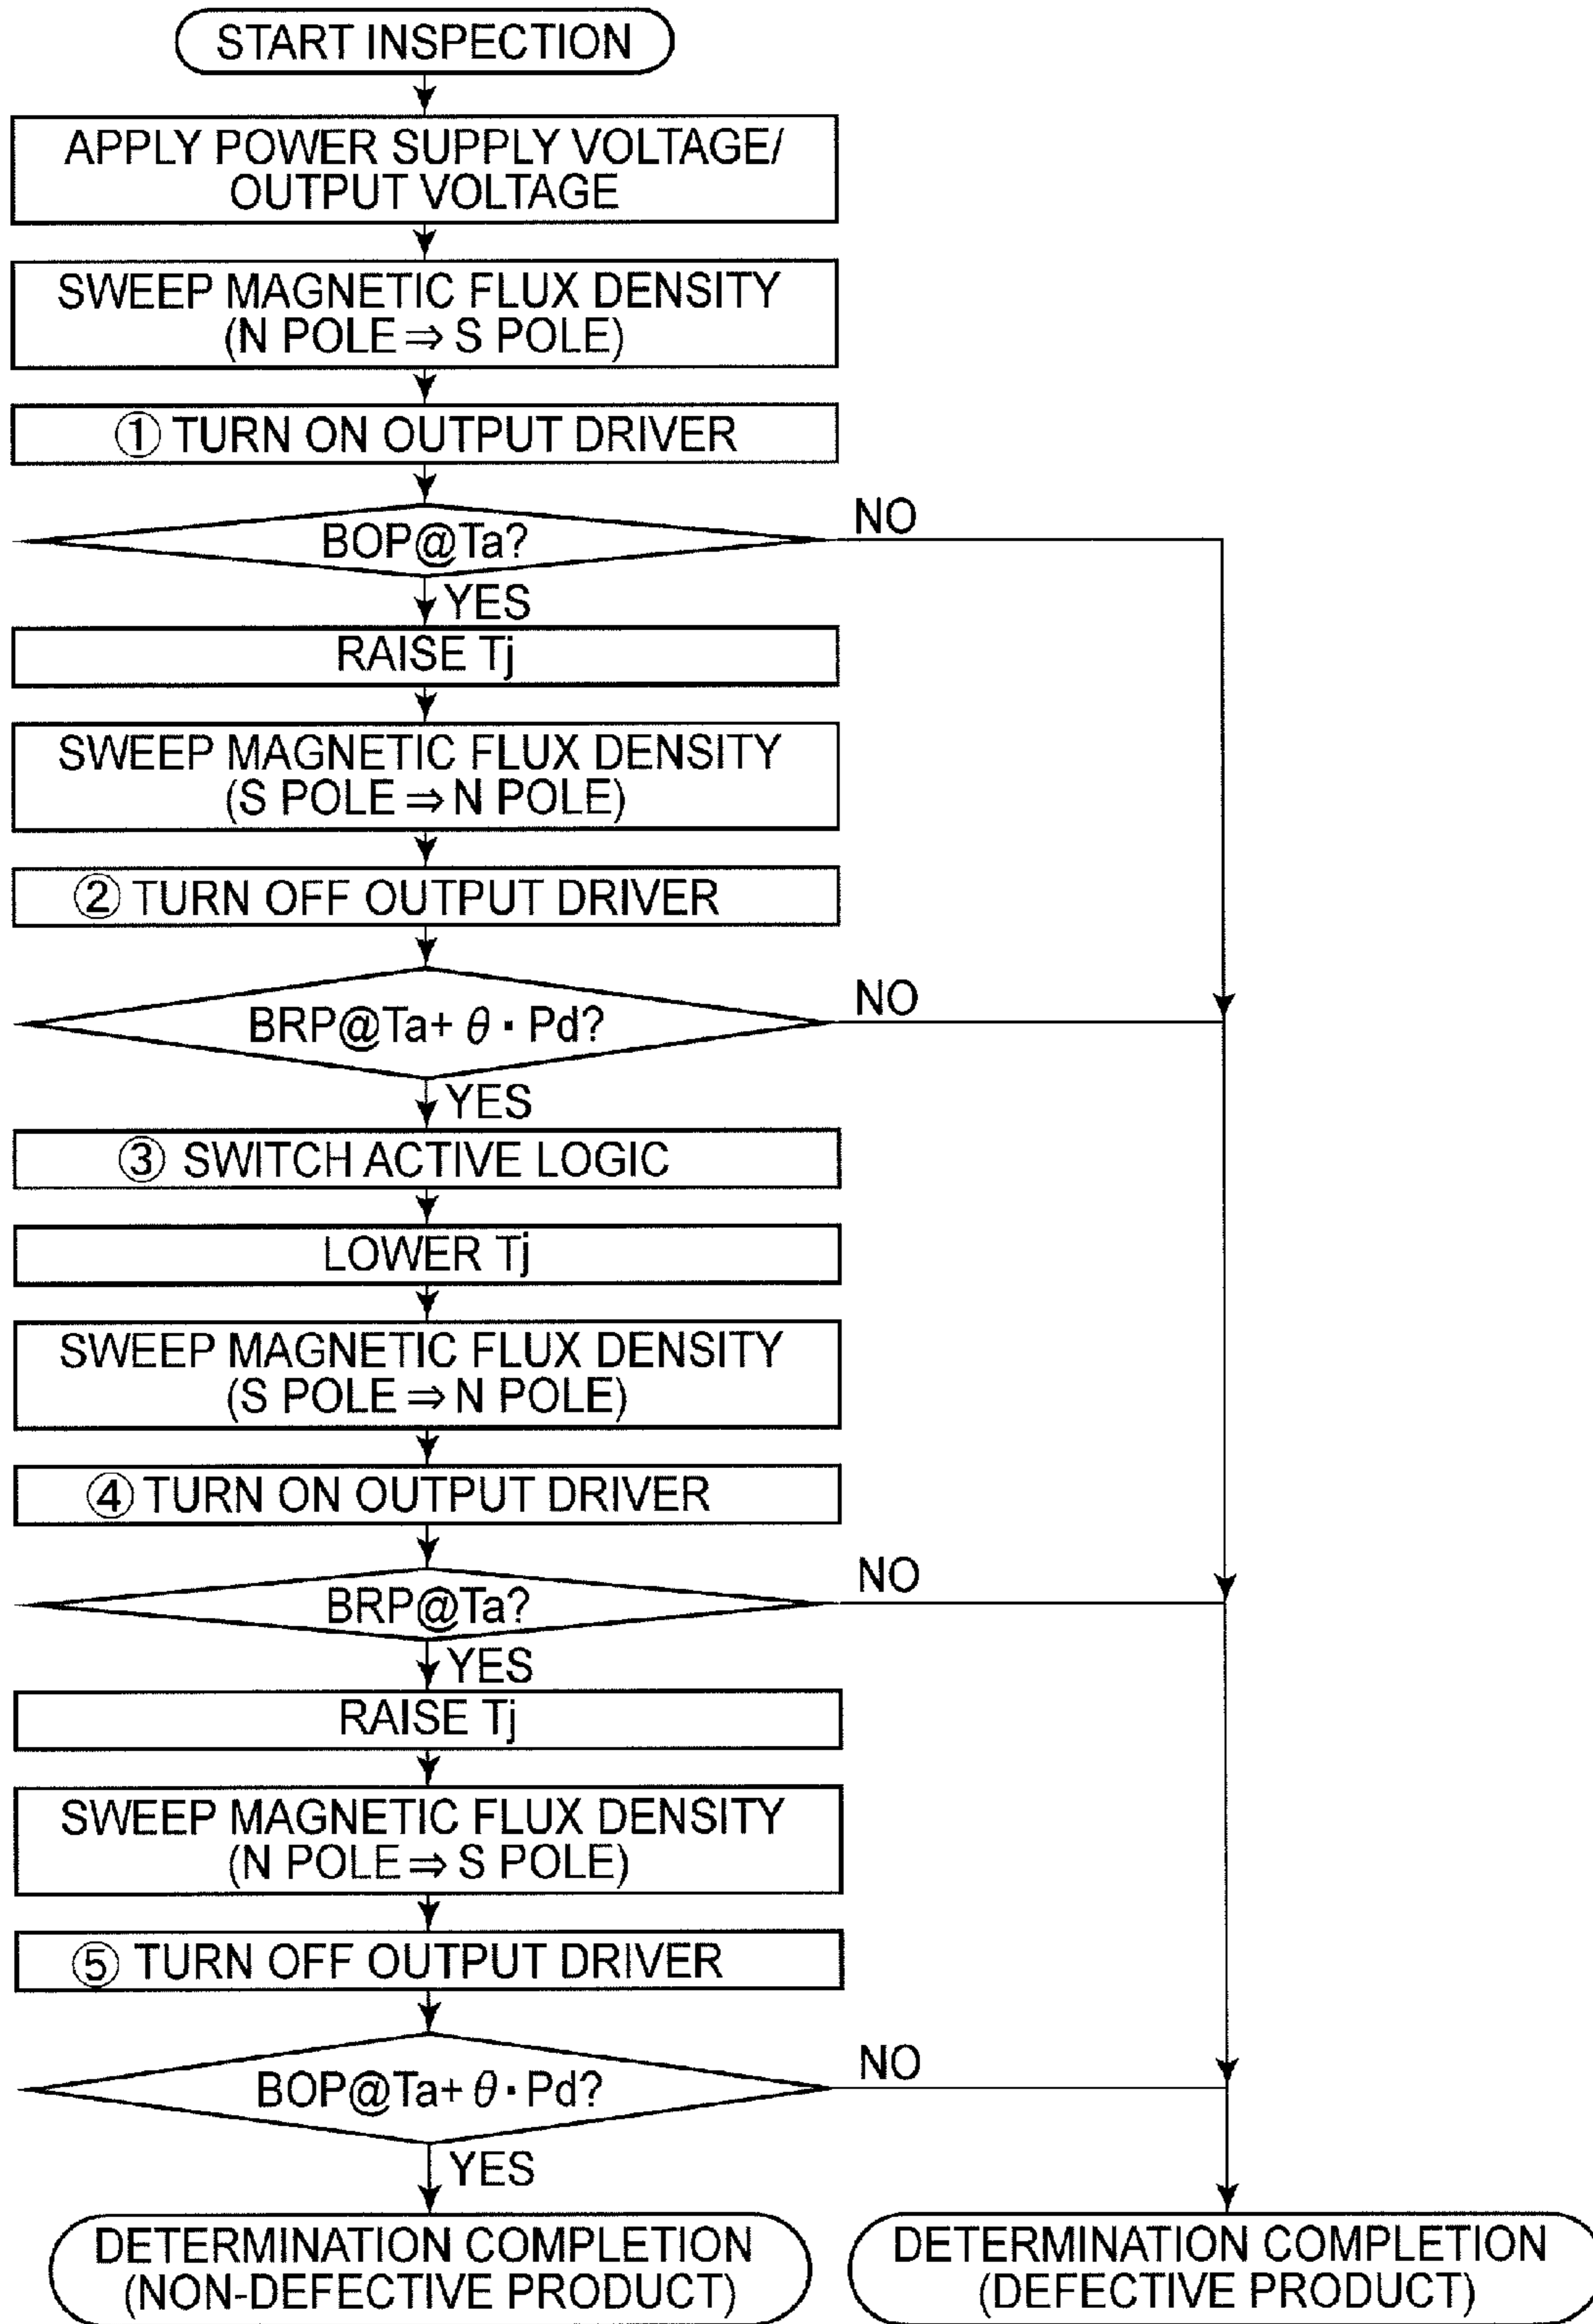 START INSPECTION
APPLY POWER SUPPLY VOLTAGE/
OUTPUT VOLTAGE
SWEEP MAGNETIC FLUX DENSITY
(N POLE ⇒ S POLE)
① TURN ON OUTPUT DRIVER
BOP@Ta?
NO
YES
RAISE Tj
SWEEP MAGNETIC FLUX DENSITY
(S POLE ⇒ N POLE)
② TURN OFF OUTPUT DRIVER
BRP@Ta+ θ・Pd?
NO
YES
③ SWITCH ACTIVE LOGIC
LOWER Tj
SWEEP MAGNETIC FLUX DENSITY
(S POLE ⇒ N POLE)
④ TURN ON OUTPUT DRIVER
BRP@Ta?
NO
YES
RAISE Tj
SWEEP MAGNETIC FLUX DENSITY
(N POLE ⇒ S POLE)
⑤ TURN OFF OUTPUT DRIVER
BOP@Ta+ θ・Pd?
NO
YES
DETERMINATION COMPLETION
(NON-DEFECTIVE PRODUCT)
DETERMINATION COMPLETION
(DEFECTIVE PRODUCT)